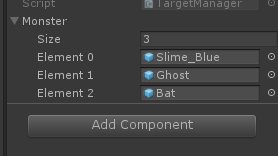 Script TargetManager
Monster
Size 3
Element 0 Slime_Blue
Element 1 Ghost
Element 2 Bat
Add Component